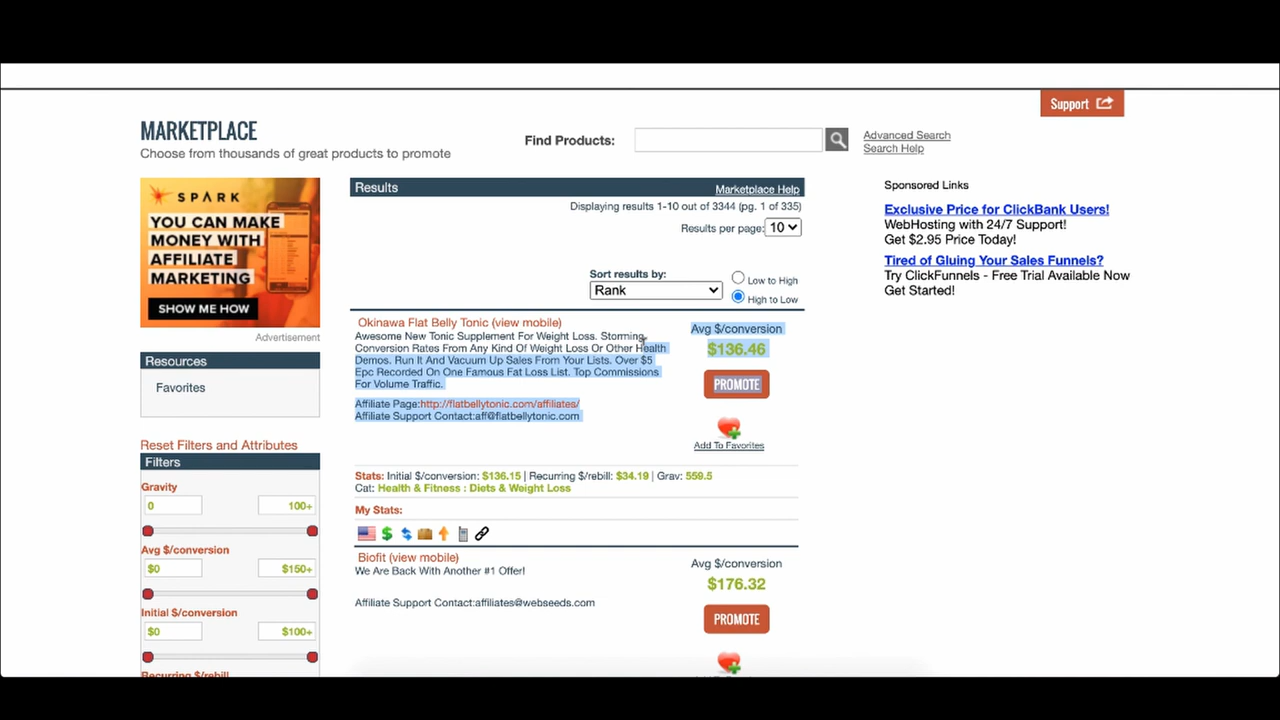 Support
MARKETPLACE
Choose from thousands of great products to promote
Find Products:
Advanced Search
Search Help
SPARK
YOU CAN MAKE
MONEY WITH
AFFILIATE
MARKETING
SHOW ME HOW
Advertisement
Resources
Favorites
Reset Filters and Attributes
Filters
Gravity
0 100+
Avg $/conversion
$0 $150+
Initial $/conversion
$0 $100+
Recurring $/rebill
Results Marketplace Help
Displaying results 1-10 out of 3344 (pg. 1 of 335)
Results per page: 10
Sort results by:
Rank
Low to High
High to Low
Okinawa Flat Belly Tonic (view mobile)
Awesome New Tonic Supplement For Weight Loss. Storming
Conversion Rates From Any Kind Of Weight Loss Or Other Health
Demos. Run It And Vacuum Up Sales From Your Lists. Over $5
Epc Recorded On One Famous Fat Loss List. Top Commissions
For Volume Traffic.
Affiliate Page:http://flatbellytonic.com/affiliates/
Affiliate Support Contact:aff@flatbellytonic.com
Avg $/conversion
$136.46
PROMOTE
Add To Favorites
Stats: Initial $/conversion: $136.15 | Recurring $/rebill: $34.19 | Grav: 559.5
Cat: Health & Fitness : Diets & Weight Loss
My Stats:
Biofit (view mobile)
We Are Back With Another #1 Offer!
Affiliate Support Contact:affiliates@webseeds.com
Avg $/conversion
$176.32
PROMOTE
Sponsored Links
Exclusive Price for ClickBank Users!
WebHosting with 24/7 Support!
Get $2.95 Price Today!
Tired of Gluing Your Sales Funnels?
Try ClickFunnels - Free Trial Available Now
Get Started!